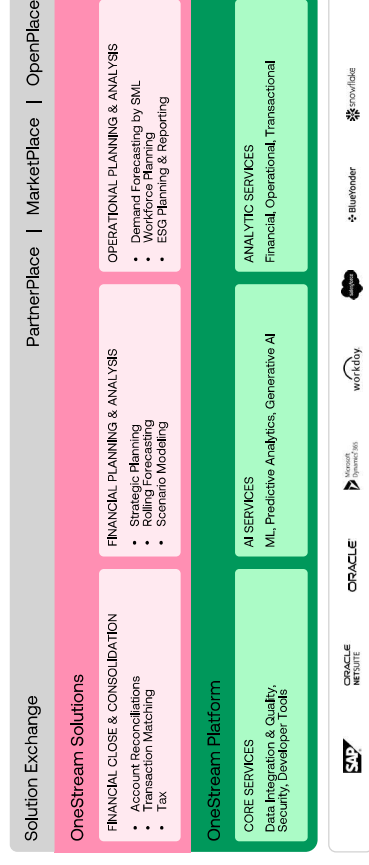 Solution Exchange
PartnerPlace | MarketPlace | OpenPlace
OneStream Solutions
FINANCIAL CLOSE & CONSOLIDATION
• Account Reconciliations
• Transaction Matching
• Tax
FINANCIAL PLANNING & ANALYSIS
• Strategic Planning
• Rolling Forecasting
• Scenario Modeling
OPERATIONAL PLANNING & ANALYSIS
• Demand Forecasting by SML
• Workforce Planning
• ESG Planning & Reporting
OneStream Platform
CORE SERVICES
Data Integration & Quality,
Security, Developer Tools
AI SERVICES
ML, Predictive Analytics, Generative AI
ANALYTIC SERVICES
Financial, Operational, Transactional
SAP
ORACLE
NETSUITE
ORACLE
Microsoft
Dynamics 365
workday
salesforce
BlueYonder
snowflake